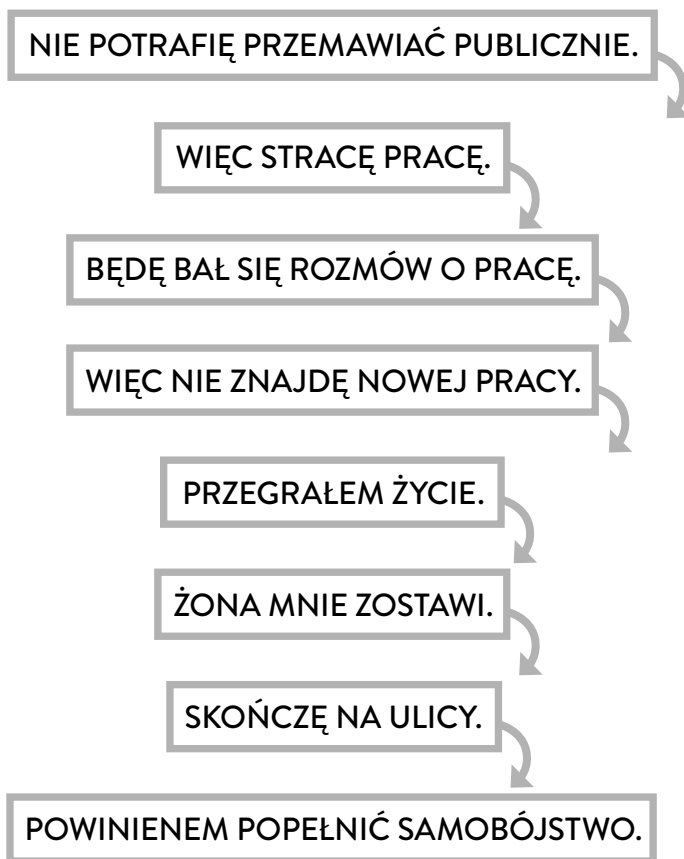 NIE POTRAFIĘ PRZEMAWIAĆ PUBLICZNIE.
WIĘC STRACĘ PRACĘ.
BĘDĘ BAŁ SIĘ ROZMÓW O PRACĘ.
WIĘC NIE ZNAJDĘ NOWEJ PRACY.
PRZEGRAŁEM ŻYCIE.
ŻONA MNIE ZOSTAWI.
SKOŃCZĘ NA ULICY.
POWINIENEM POPEŁNIĆ SAMOBÓJSTWO.